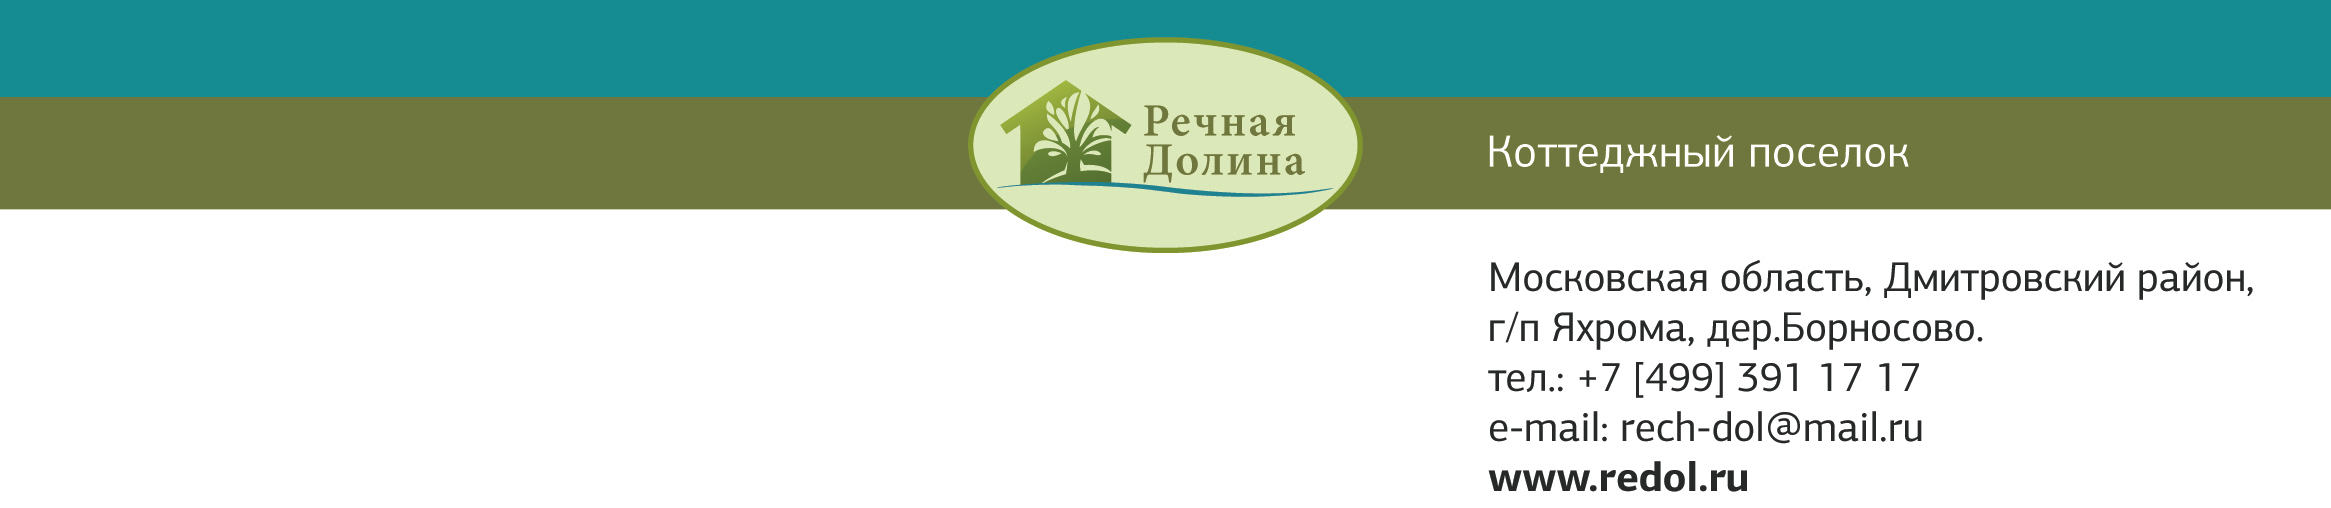 Речная
Долина
Коттеджный поселок
Московская область, Дмитровский район,
г/п Яхрома, дер.Борносово.
тел.: +7 [499] 391 17 17
e-mail: rech-dol@mail.ru
www.redol.ru